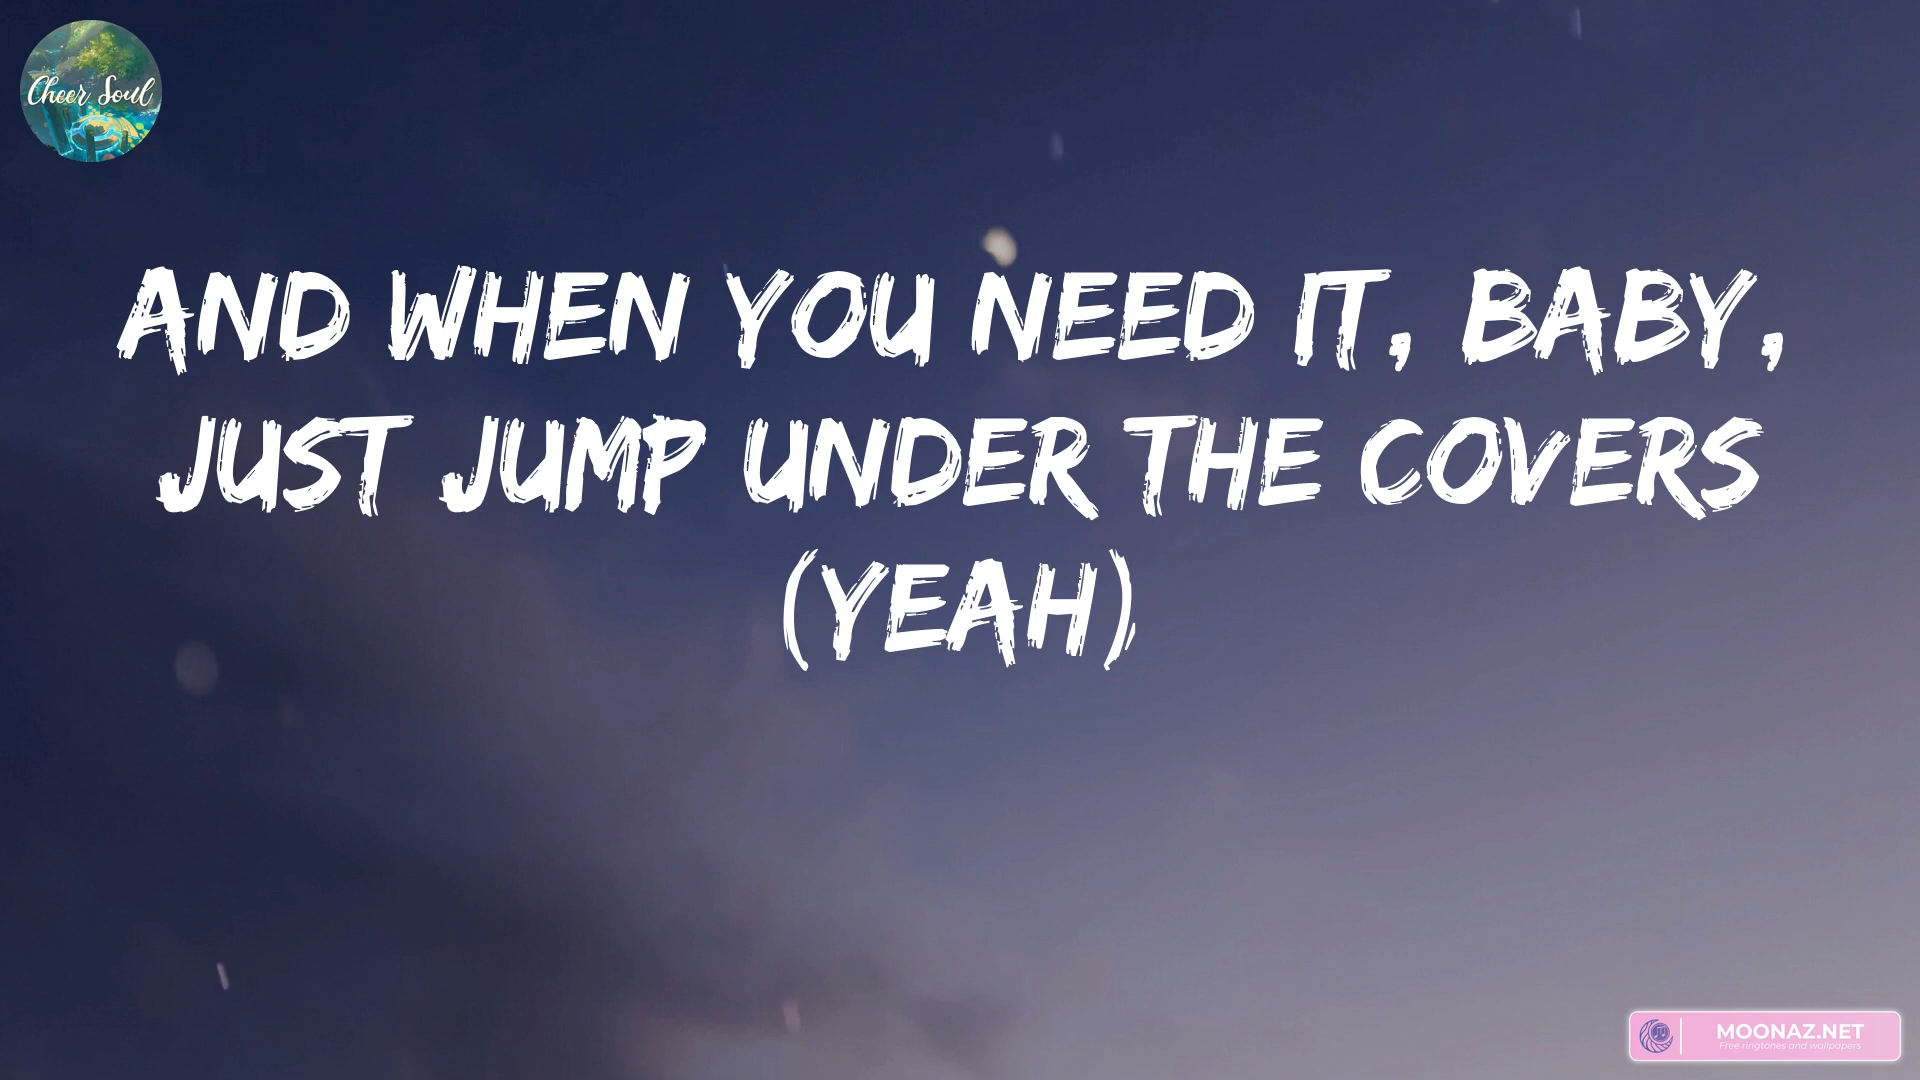 Cheer Soul
AND WHEN YOU NEED IT, BABY,
JUST JUMP UNDER THE COVERS
(YEAH)
MOONAZ.NET
Free ringtones and wallpapers